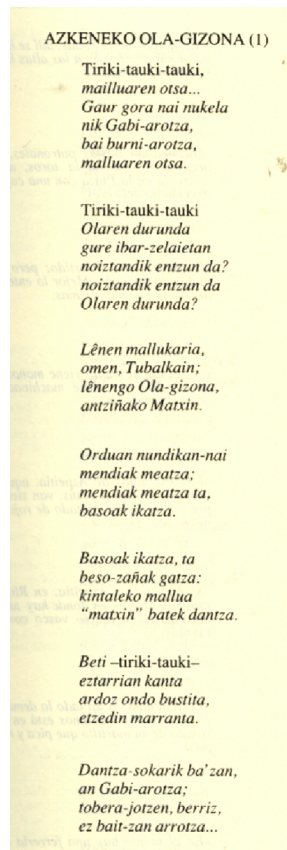 AZKENEKO OLA-GIZONA (1)
Tiriki-tauki-tauki,
mailluaren otsa...
Gaur gora nai nukela
nik Gabi-arotza,
bai burni-arotza,
malluaren otsa.
Tiriki-tauki-tauki
Olaren durunda
gure ibar-zelaietan
noiztandik entzun da?
noiztandik entzun da
Olaren durunda?
Lênen mallukaria,
omen, Tubalkain;
lênengo Ola-gizona,
antziñako Matxin.
Orduan nundikan-nai
mendiak meatza;
mendiak meatza ta,
basoak ikatza.
Basoak ikatza, ta
beso-zañak gatza:
kintaleko mallua
“matxin” batek dantza.
Beti –tiriki-tauki–
eztarrian kanta
ardoz ondo bustita,
etzedin marranta.
Dantza-sokarik ba’zan,
an Gabi-arotza;
tobera-jotzen, berriz,
ez bait-zan arrotza...